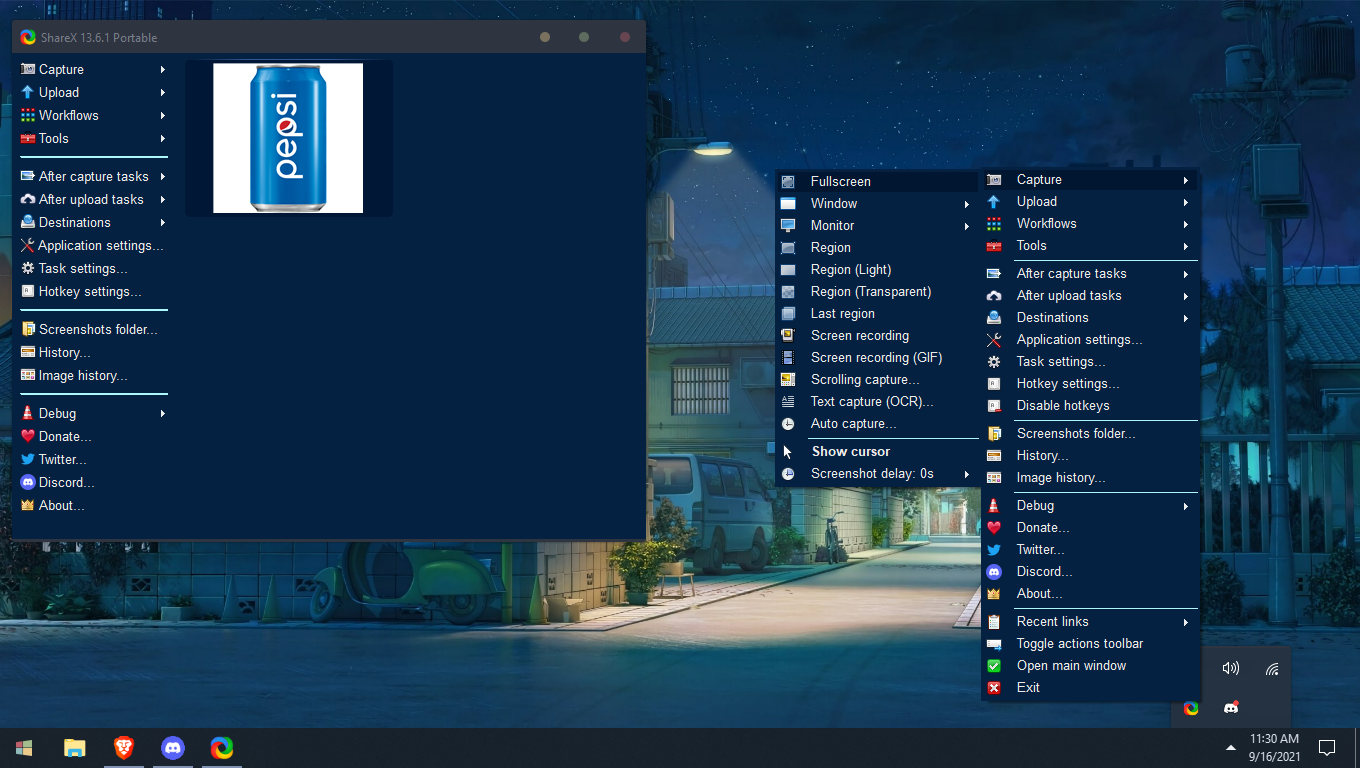 ShareX 13.6.1 Portable
Capture
Upload
Workflows
Tools
After capture tasks
After upload tasks
Destinations
Application settings...
Task settings...
Hotkey settings...
Screenshots folder...
History...
Image history...
Debug
Donate...
Twitter...
Discord...
About...
pepsi
Fullscreen
Window
Monitor
Region
Region (Light)
Region (Transparent)
Last region
Screen recording
Screen recording (GIF)
Scrolling capture...
Text capture (OCR)...
Auto capture...
Show cursor
Screenshot delay: 0s
Capture
Upload
Workflows
Tools
After capture tasks
After upload tasks
Destinations
Application settings...
Task settings...
Hotkey settings...
Disable hotkeys
Screenshots folder...
History...
Image history...
Debug
Donate...
Twitter...
Discord...
About...
Recent links
Toggle actions toolbar
Open main window
Exit
11:30 AM
9/16/2021